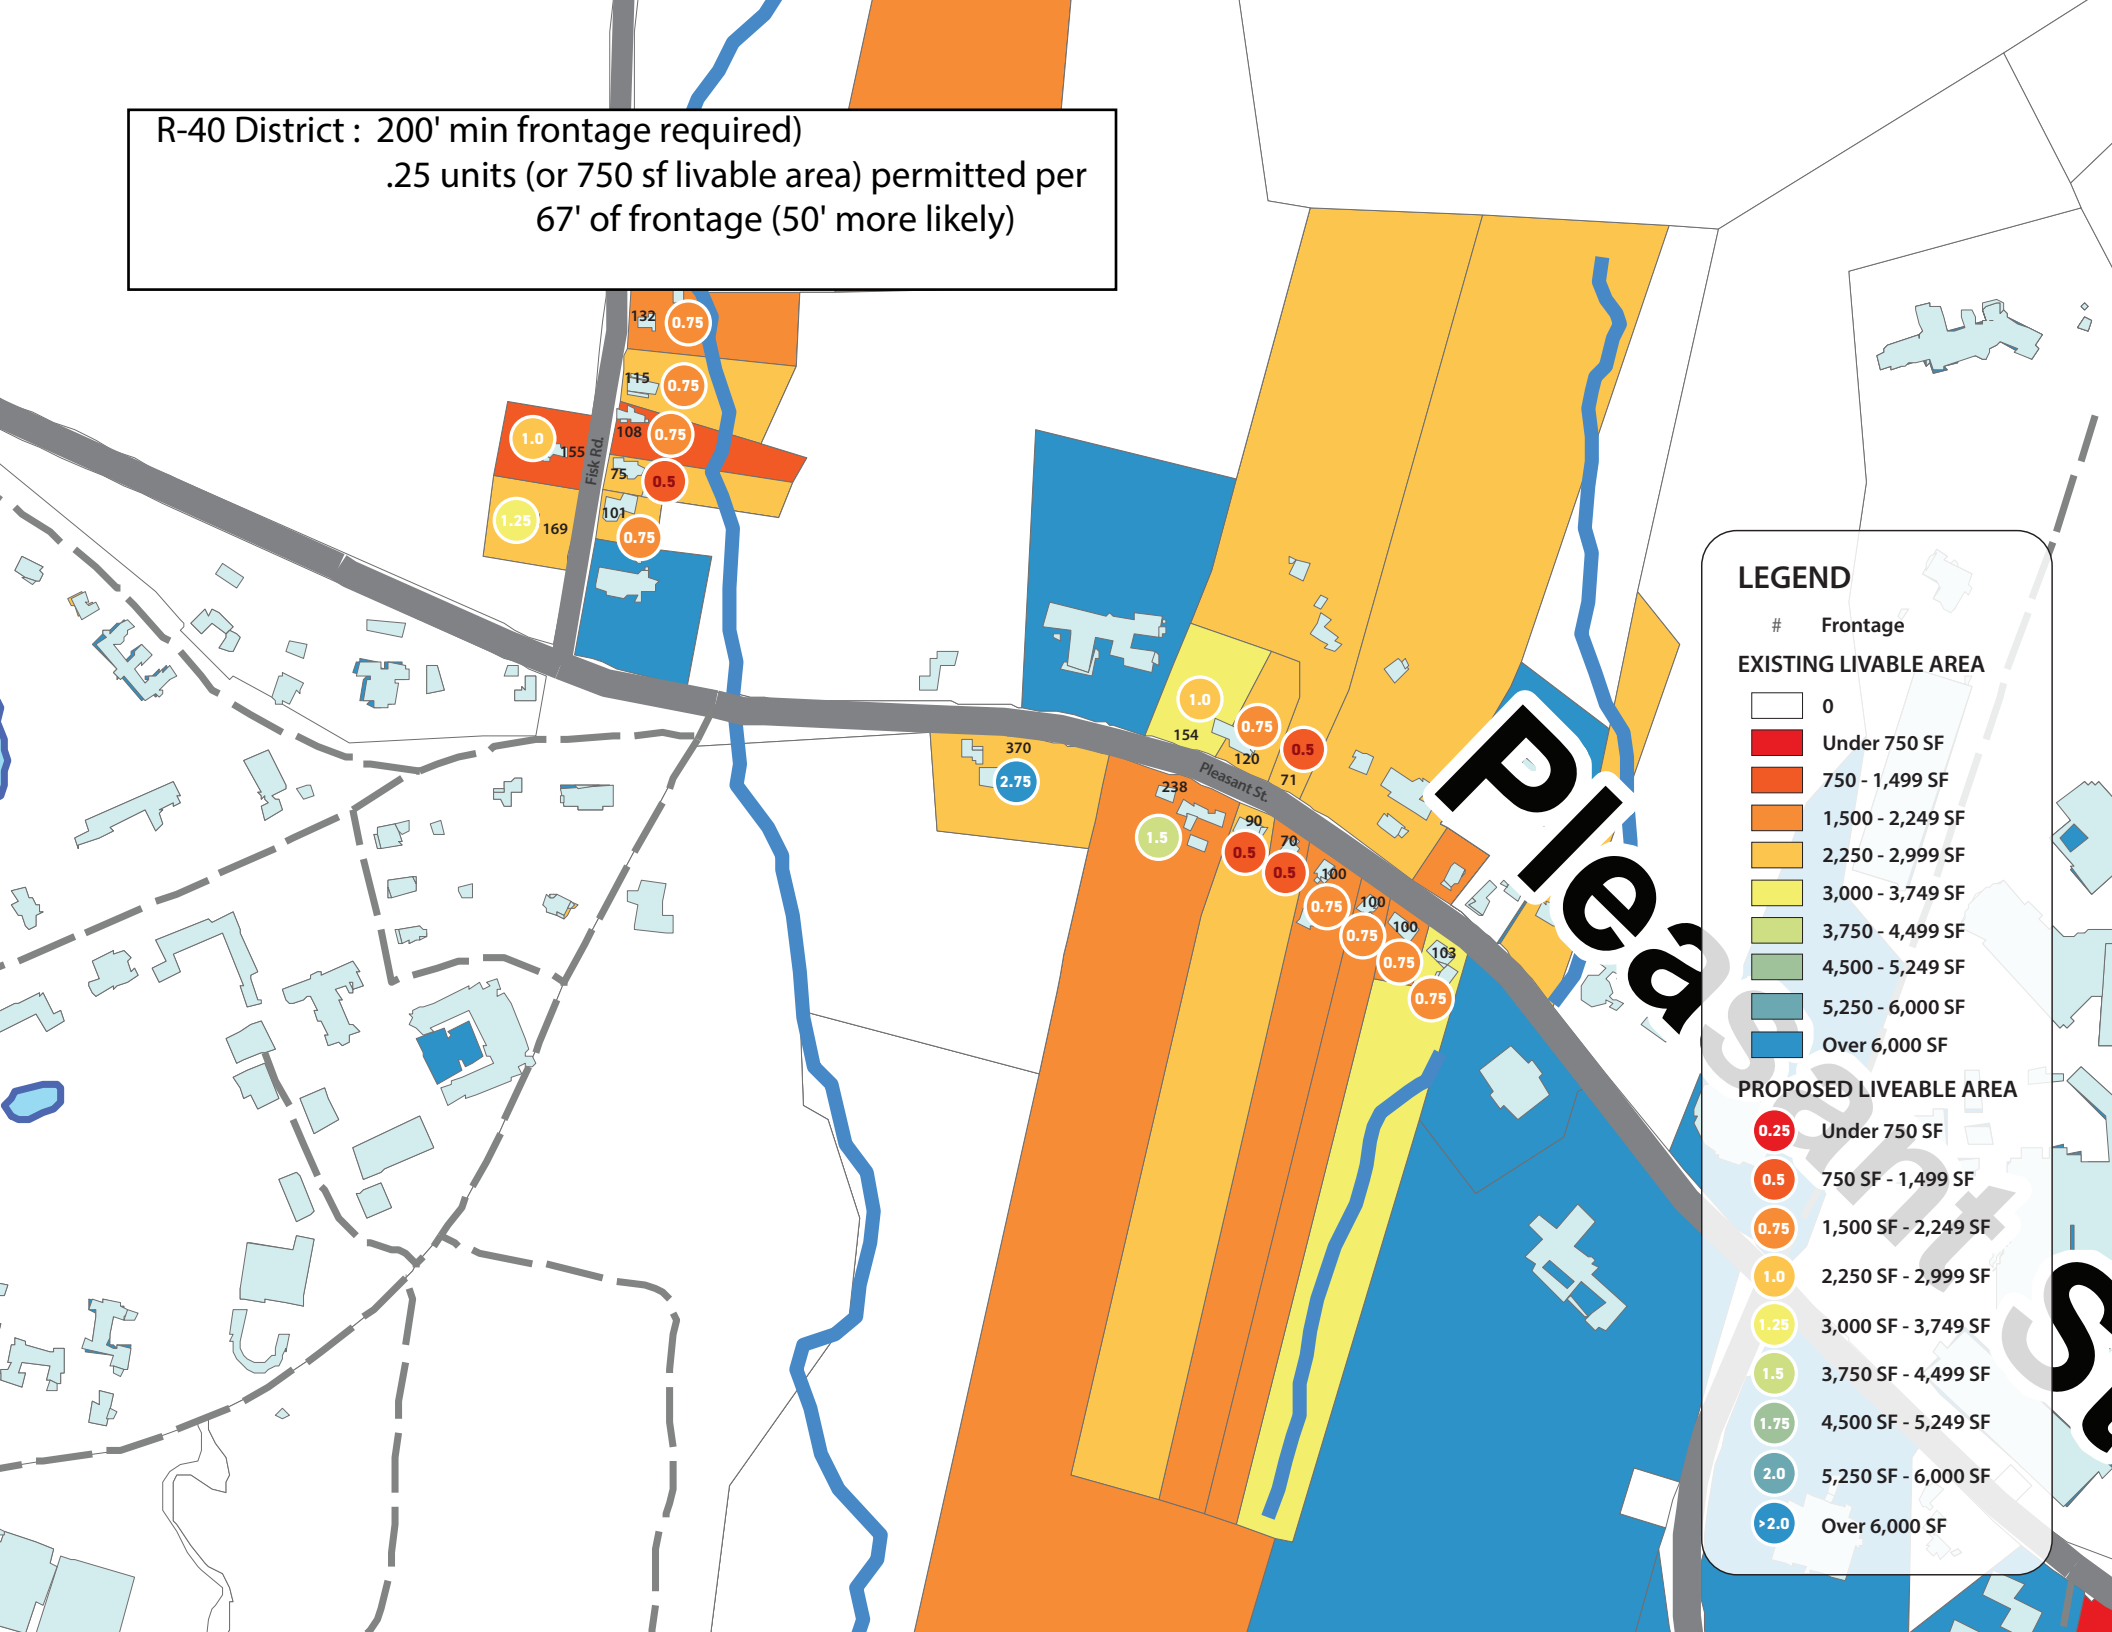 R-40 District : 200' min frontage required)
.25 units (or 750 sf livable area) permitted per
67' of frontage (50' more likely)
132
0.75
115
0.75
108
0.75
1.0
155
75
0.5
101
0.75
1.25
169
Fisk Rd.
370
2.75
1.0
154
0.75
120
0.5
71
Pleasant St.
238
1.5
90
0.5
70
0.5
100
0.75
100
0.75
100
0.75
103
0.75
Pleasant St
LEGEND
# Frontage
EXISTING LIVABLE AREA
0
Under 750 SF
750 - 1,499 SF
1,500 - 2,249 SF
2,250 - 2,999 SF
3,000 - 3,749 SF
3,750 - 4,499 SF
4,500 - 5,249 SF
5,250 - 6,000 SF
Over 6,000 SF
PROPOSED LIVEABLE AREA
0.25 Under 750 SF
0.5 750 SF - 1,499 SF
0.75 1,500 SF - 2,249 SF
1.0 2,250 SF - 2,999 SF
1.25 3,000 SF - 3,749 SF
1.5 3,750 SF - 4,499 SF
1.75 4,500 SF - 5,249 SF
2.0 5,250 SF - 6,000 SF
>2.0 Over 6,000 SF